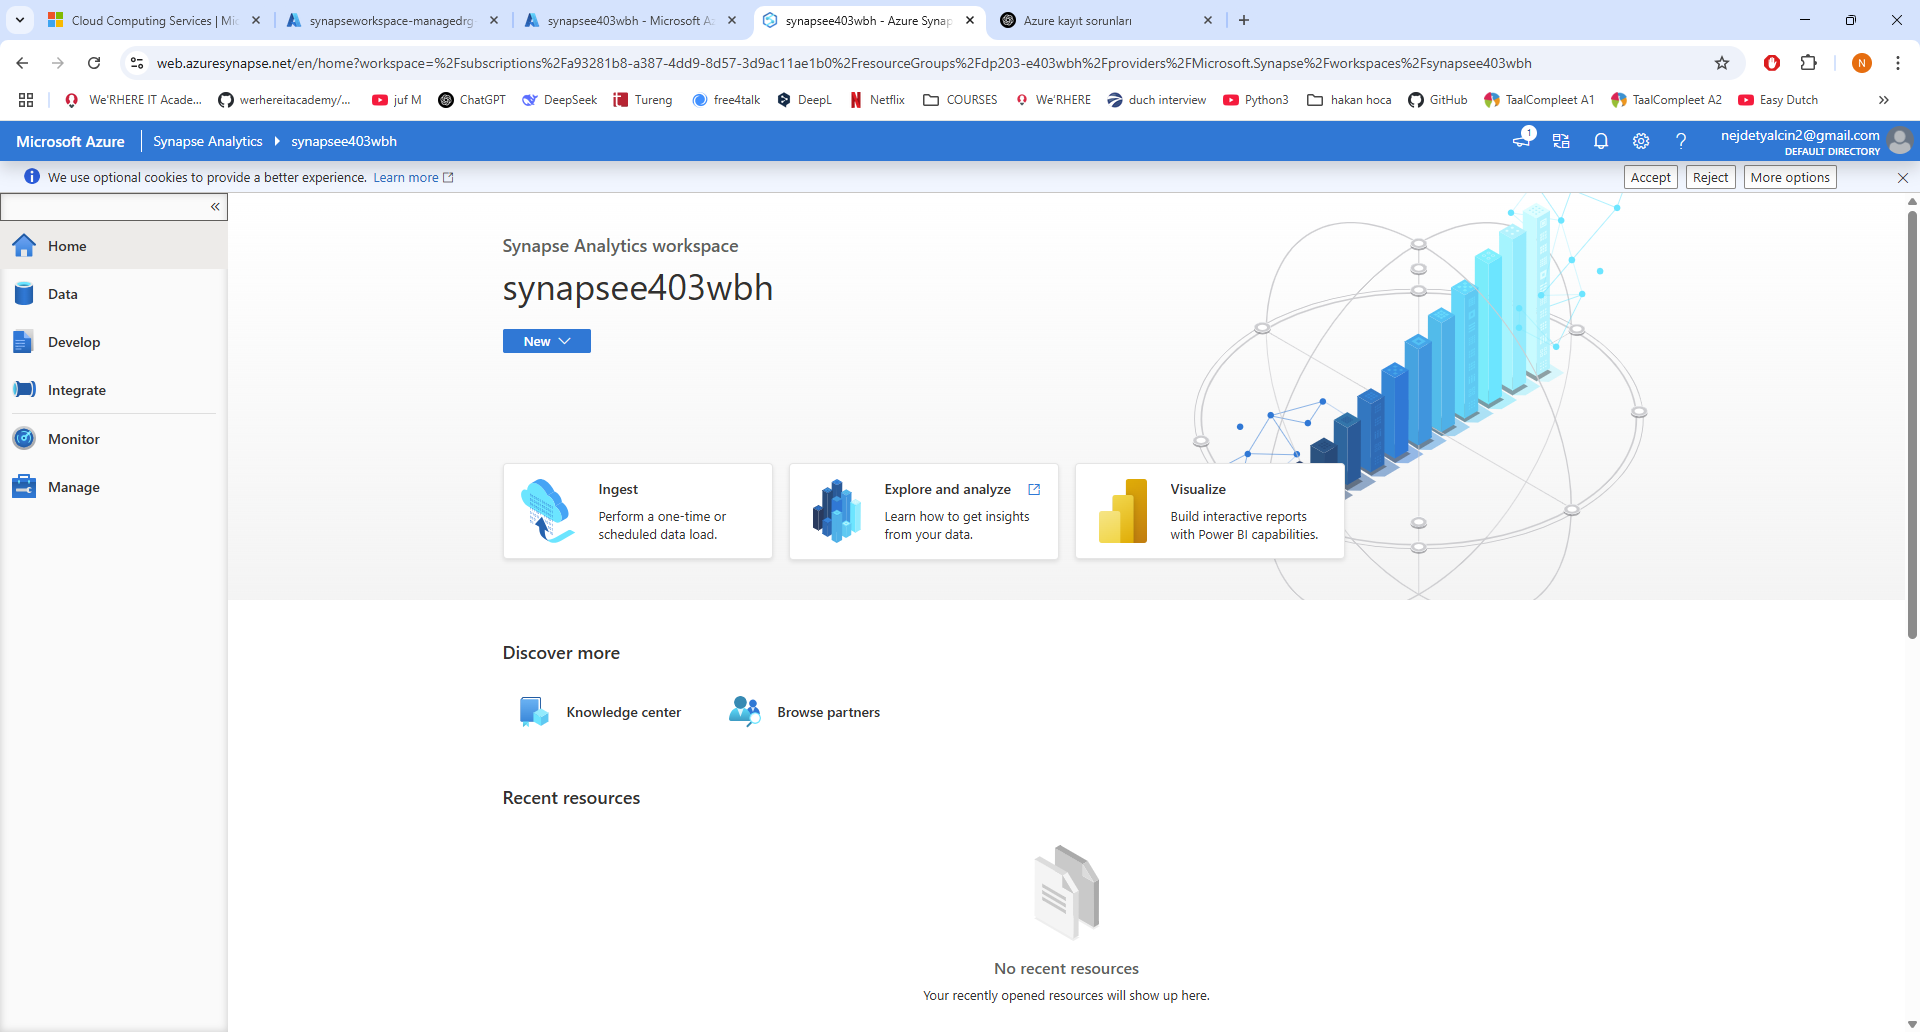 Cloud Computing Services | Mic
synapseworkspace-managedrg-
synapsee403wbh - Microsoft Az
synapsee403wbh - Azure Synap
Azure kayıt sorunları
web.azuresynapse.net/en/home?workspace=%2Fsubscriptions%2Fa93281b8-a387-4dd9-8d57-3d9ac11ae1b0%2FresourceGroups%2Fdp203-e403wbh%2Fproviders%2FMicrosoft.Synapse%2Fworkspaces%2Fsynapsee403wbh
N
We'RHERE IT Acade...
werhereitacademy/...
juf M
ChatGPT
DeepSeek
Tureng
free4talk
DeepL
Netflix
COURSES
We'RHERE
duch interview
Python3
hakan hoca
GitHub
TaalCompleet A1
TaalCompleet A2
Easy Dutch
Microsoft Azure
Synapse Analytics
synapsee403wbh
1
nejdetyalcin2@gmail.com
DEFAULT DIRECTORY
We use optional cookies to provide a better experience. Learn more
Accept
Reject
More options
Home
Data
Develop
Integrate
Monitor
Manage
Synapse Analytics workspace
synapsee403wbh
New
Ingest
Perform a one-time or
scheduled data load.
Explore and analyze
Learn how to get insights
from your data.
Visualize
Build interactive reports
with Power BI capabilities.
Discover more
Knowledge center
Browse partners
Recent resources
No recent resources
Your recently opened resources will show up here.